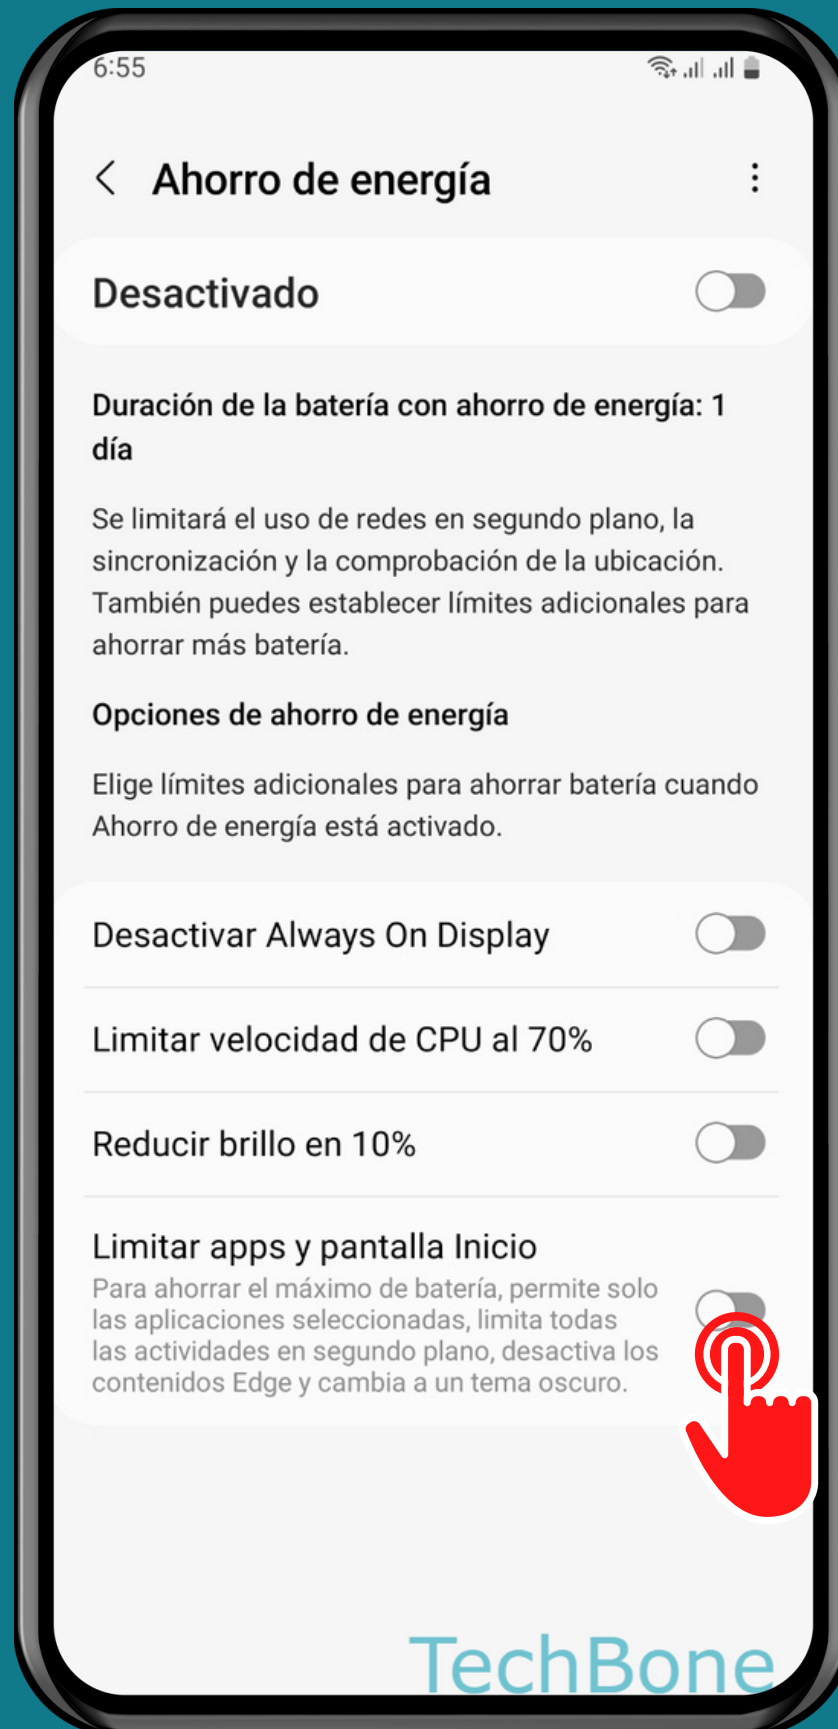 6:55
Ahorro de energía
Desactivado
Duración de la batería con ahorro de energía: 1
día
Se limitará el uso de redes en segundo plano, la
sincronización y la comprobación de la ubicación.
También puedes establecer límites adicionales para
ahorrar más batería.
Opciones de ahorro de energía
Elige límites adicionales para ahorrar batería cuando
Ahorro de energía está activado.
Desactivar Always On Display
Limitar velocidad de CPU al 70%
Reducir brillo en 10%
Limitar apps y pantalla Inicio
Para ahorrar el máximo de batería, permite solo
las aplicaciones seleccionadas, limita todas
las actividades en segundo plano, desactiva los
contenidos Edge y cambia a un tema oscuro.
TechBone